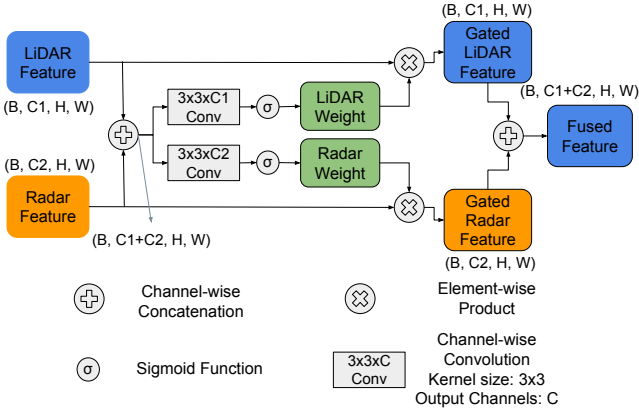 (B, C1, H, W)
LiDAR
Feature
(B, C1, H, W)
3x3xC1
Conv
σ
LiDAR
Weight
Gated
LiDAR
Feature
(B, C1+C2, H, W)
Fused
Feature
(B, C2, H, W)
3x3xC2
Conv
σ
Radar
Weight
Radar
Feature
Gated
Radar
Feature
(B, C1+C2, H, W)
(B, C2, H, W)
Channel-wise
Concatenation
Element-wise
Product
σ
Sigmoid Function
3x3xC
Conv
Channel-wise
Convolution
Kernel size: 3x3
Output Channels: C